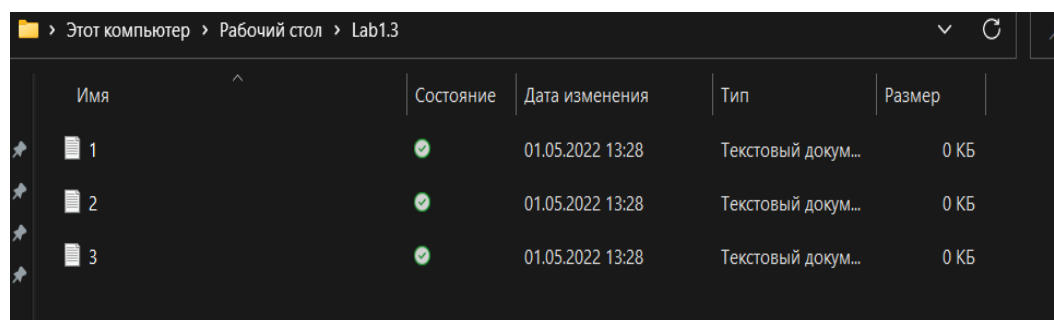 Этот компьютер > Рабочий стол > Lab1.3
Имя Состояние Дата изменения Тип Размер
1 01.05.2022 13:28 Текстовый докум... 0 КБ
2 01.05.2022 13:28 Текстовый докум... 0 КБ
3 01.05.2022 13:28 Текстовый докум... 0 КБ